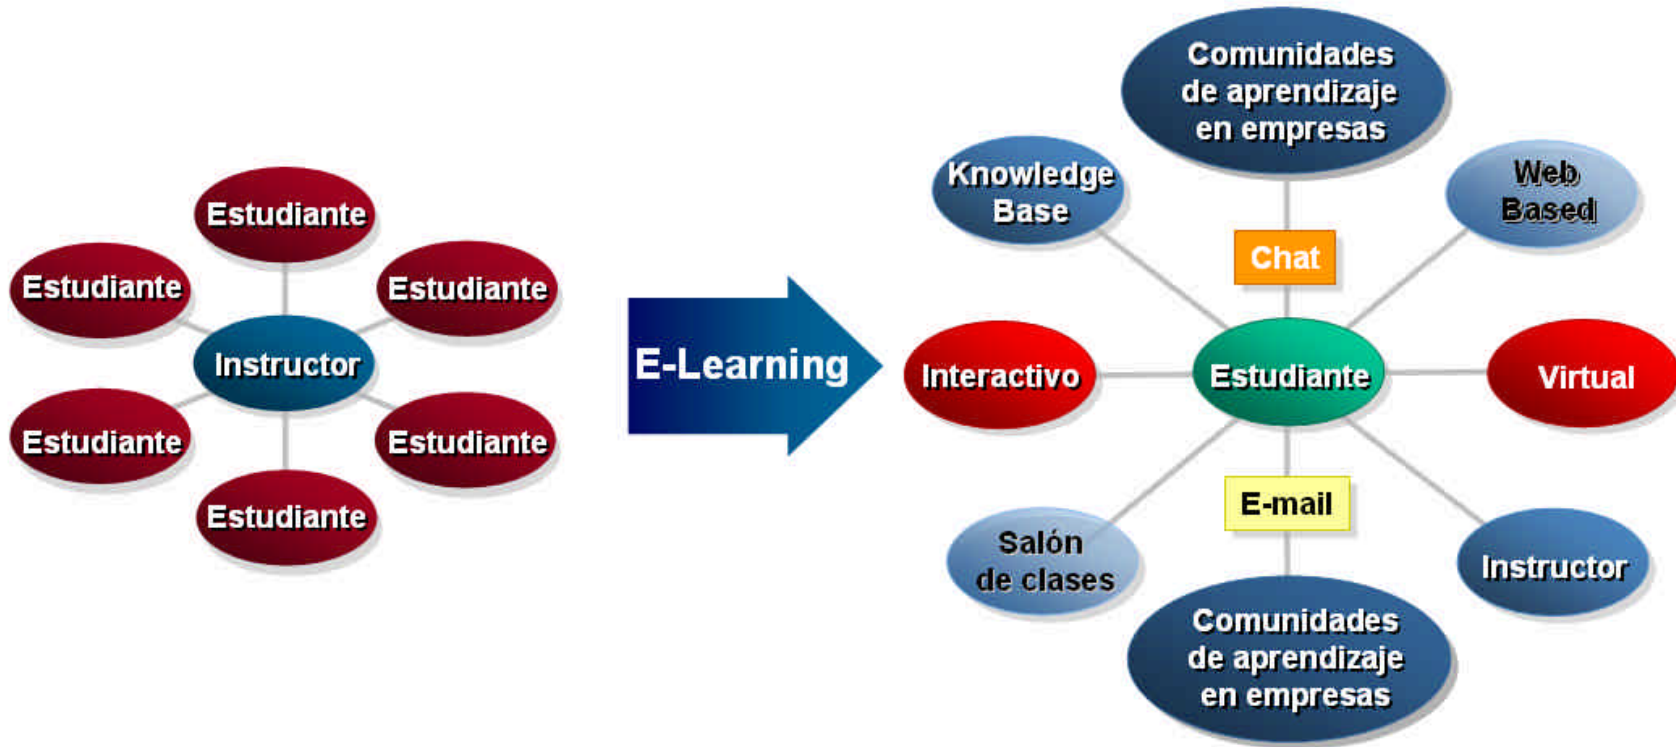 Estudiante
Estudiante
Estudiante
Instructor
Estudiante
Estudiante
Estudiante
E-Learning
Comunidades
de aprendizaje
en empresas
Knowledge
Base
Web
Based
Chat
Interactivo
Estudiante
Virtual
E-mail
Salón
de clases
Instructor
Comunidades
de aprendizaje
en empresas